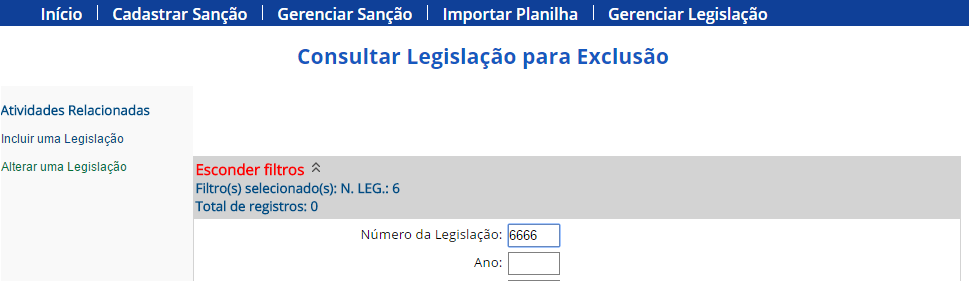 Início Cadastrar Sanção Gerenciar Sanção Importar Planilha Gerenciar Legislação
Consultar Legislação para Exclusão
Atividades Relacionadas
Incluir uma Legislação
Alterar uma Legislação
Esconder filtros
Filtro(s) selecionado(s): N. LEG.: 6
Total de registros: 0
Número da Legislação: 6666
Ano: